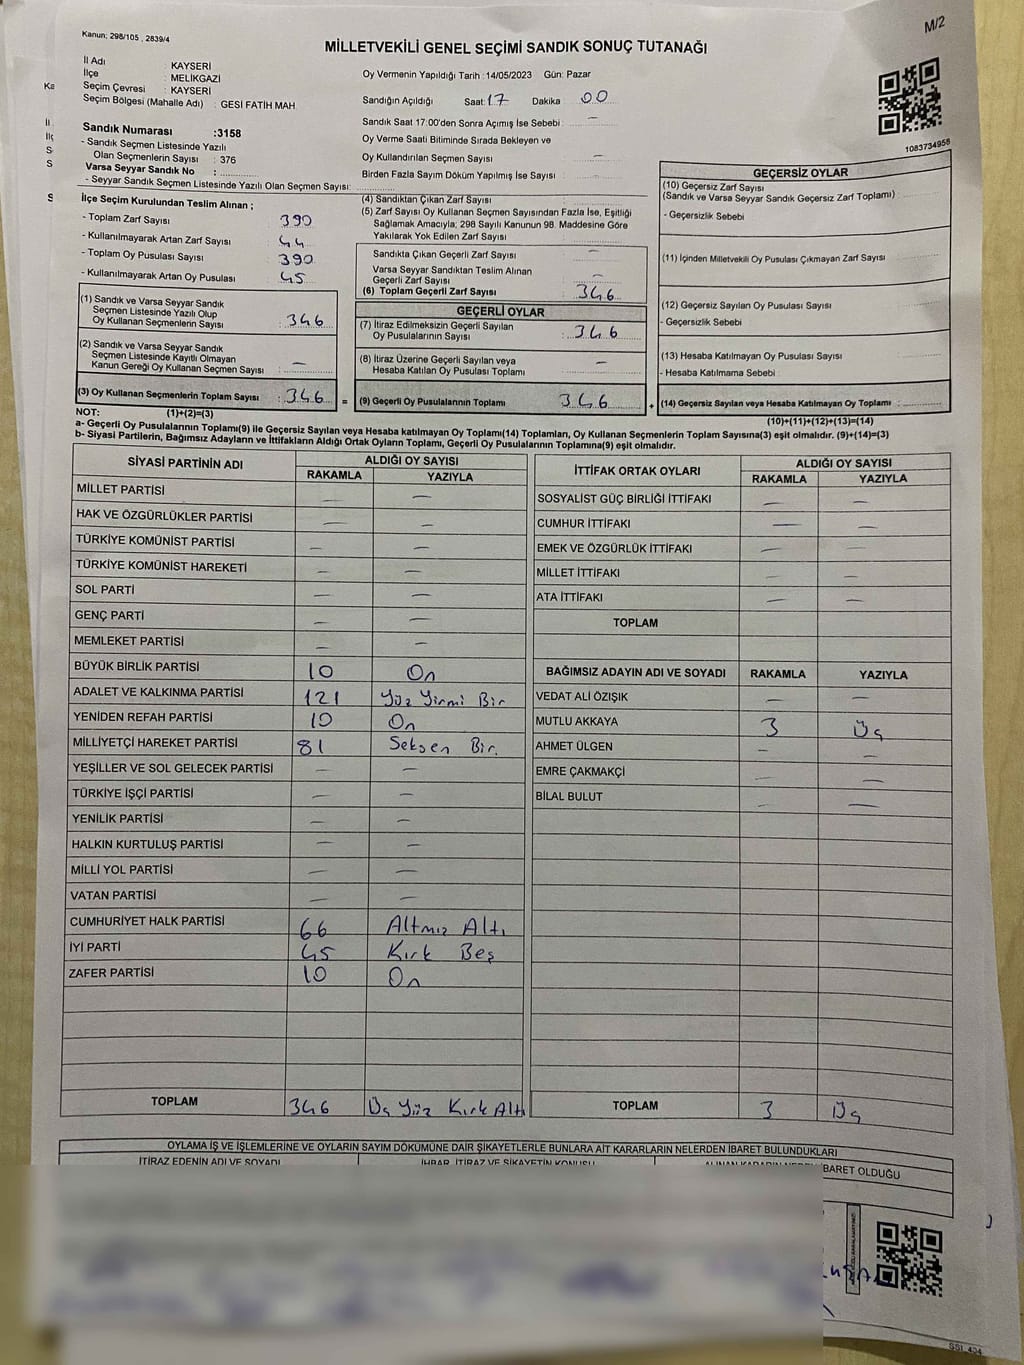 M/2
Kanun; 298/105 , 2839/4
MİLLETVEKİLİ GENEL SEÇİMİ SANDIK SONUÇ TUTANAĞI
İl Adı : KAYSERİ
İlçe : MELİKGAZİ
Seçim Çevresi : KAYSERİ
Seçim Bölgesi (Mahalle Adı) : GESİ FATİH MAH
Oy Vermenin Yapıldığı Tarih : 14/05/2023 Gün: Pazar
Sandığın Açıldığı Saat: 17 Dakika 00
Sandık Saat 17:00'den Sonra Açımış İse Sebebi : —
Oy Verme Saati Bitiminde Sırada Bekleyen ve
Oy Kullandırılan Seçmen Sayısı —
Birden Fazla Sayım Döküm Yapılmış İse Sayısı
1083734956
Sandık Numarası :3158
- Sandık Seçmen Listesinde Yazılı
Olan Seçmenlerin Sayısı : 376
Varsa Seyyar Sandık No :
- Seyyar Sandık Seçmen Listesinde Yazılı Olan Seçmen Sayısı:
İlçe Seçim Kurulundan Teslim Alınan ;
- Toplam Zarf Sayısı : 390
- Kullanılmayarak Artan Zarf Sayısı : 44
- Toplam Oy Pusulası Sayısı : 390
- Kullanılmayarak Artan Oy Pusulası : 45
(1) Sandık ve Varsa Seyyar Sandık
Seçmen Listesinde Yazılı Olup
Oy Kullanan Seçmenlerin Sayısı : 346
(2) Sandık ve Varsa Seyyar Sandık
Seçmen Listesinde Kayıtlı Olmayan
Kanun Gereği Oy Kullanan Seçmen Sayısı : —
(3) Oy Kullanan Seçmenlerin Toplam Sayısı : 346 =
(1)+(2)=(3)
(4) Sandıktan Çıkan Zarf Sayısı
(5) Zarf Sayısı Oy Kullanan Seçmen Sayısından Fazla İse, Eşitliği
Sağlamak Amacıyla; 298 Sayılı Kanunun 98. Maddesine Göre
Yakılarak Yok Edilen Zarf Sayısı
Sandıkta Çıkan Geçerli Zarf Sayısı —
Varsa Seyyar Sandıktan Teslim Alınan
Geçerli Zarf Sayısı —
(6) Toplam Geçerli Zarf Sayısı 346
GEÇERLİ OYLAR
(7) İtiraz Edilmeksizin Geçerli Sayılan
Oy Pusulalarının Sayısı : 346
(8) İtiraz Üzerine Geçerli Sayılan veya
Hesaba Katılan Oy Pusulası Toplamı —
(9) Geçerli Oy Pusulalarının Toplamı 346 +
GEÇERSİZ OYLAR
(10) Geçersiz Zarf Sayısı
(Sandık ve Varsa Seyyar Sandık Geçersiz Zarf Toplamı)
- Geçersizlik Sebebi
(11) İçinden Milletvekili Oy Pusulası Çıkmayan Zarf Sayısı
(12) Geçersiz Sayılan Oy Pusulası Sayısı
- Geçersizlik Sebebi
(13) Hesaba Katılmayan Oy Pusulası Sayısı
- Hesaba Katılmama Sebebi
(14) Geçersiz Sayılan veya Hesaba Katılmayan Oy Toplamı :
(10)+(11)+(12)+(13)=(14)
NOT:
a- Geçerli Oy Pusulalarının Toplamı(9) ile Geçersiz Sayılan veya Hesaba katılmayan Oy Toplamı(14) Toplamları, Oy Kullanan Seçmenlerin Toplam Sayısına(3) eşit olmalıdır. (9)+(14)=(3)
b- Siyasi Partilerin, Bağımsız Adayların ve İttifakların Aldığı Ortak Oyların Toplamı, Geçerli Oy Pusulalarının Toplamına(9) eşit olmalıdır.
SİYASİ PARTİNİN ADI ALDIĞI OY SAYISI
RAKAMLA YAZIYLA
MİLLET PARTİSİ — —
HAK VE ÖZGÜRLÜKLER PARTİSİ — —
TÜRKİYE KOMÜNİST PARTİSİ — —
TÜRKİYE KOMÜNİST HAREKETİ — —
SOL PARTİ — —
GENÇ PARTİ — —
MEMLEKET PARTİSİ — —
BÜYÜK BİRLİK PARTİSİ 10 On
ADALET VE KALKINMA PARTİSİ 121 Yüz Yirmi Bir
YENİDEN REFAH PARTİSİ 10 On
MİLLİYETÇİ HAREKET PARTİSİ 81 Seksen Bir.
YEŞİLLER VE SOL GELECEK PARTİSİ — —
TÜRKİYE İŞÇİ PARTİSİ — —
YENİLİK PARTİSİ — —
HALKIN KURTULUŞ PARTİSİ — —
MİLLİ YOL PARTİSİ — —
VATAN PARTİSİ — —
CUMHURİYET HALK PARTİSİ 66 Altmış Altı
İYİ PARTİ 45 Kırk Beş
ZAFER PARTİSİ 10 On
TOPLAM 346 Üç Yüz Kırk Altı
İTTİFAK ORTAK OYLARI ALDIĞI OY SAYISI
RAKAMLA YAZIYLA
SOSYALİST GÜÇ BİRLİĞİ İTTİFAKI — —
CUMHUR İTTİFAKI — —
EMEK VE ÖZGÜRLÜK İTTİFAKI — —
MİLLET İTTİFAKI — —
ATA İTTİFAKI — —
TOPLAM
BAĞIMSIZ ADAYIN ADI VE SOYADI RAKAMLA YAZIYLA
VEDAT ALİ ÖZIŞIK — —
MUTLU AKKAYA 3 Üç
AHMET ÜLGEN — —
EMRE ÇAKMAKÇİ — —
BİLAL BULUT — —
TOPLAM 3 Üç
OYLAMA İŞ VE İŞLEMLERİNE VE OYLARIN SAYIM DÖKÜMÜNE DAİR ŞİKAYETLERLE BUNLARA AİT KARARLARIN NELERDEN İBARET BULUNDUKLARI
İTİRAZ EDENİN ADI VE SOYADI İHBAR, İTİRAZ VE ŞİKAYETİN KONUSU
BARET OLDUĞU